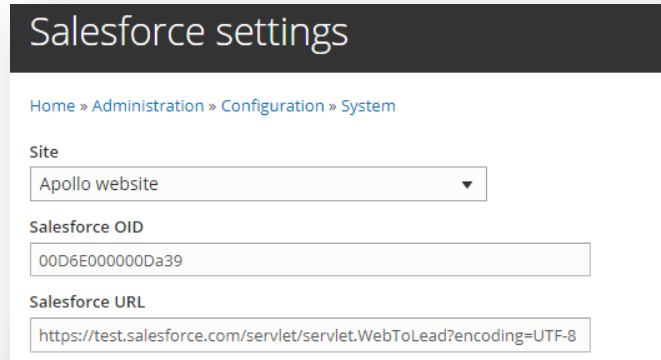 Salesforce settings
Home » Administration » Configuration » System
Site
Apollo website
Salesforce OID
00D6E000000Da39
Salesforce URL
https://test.salesforce.com/servlet/servlet.WebToLead?encoding=UTF-8